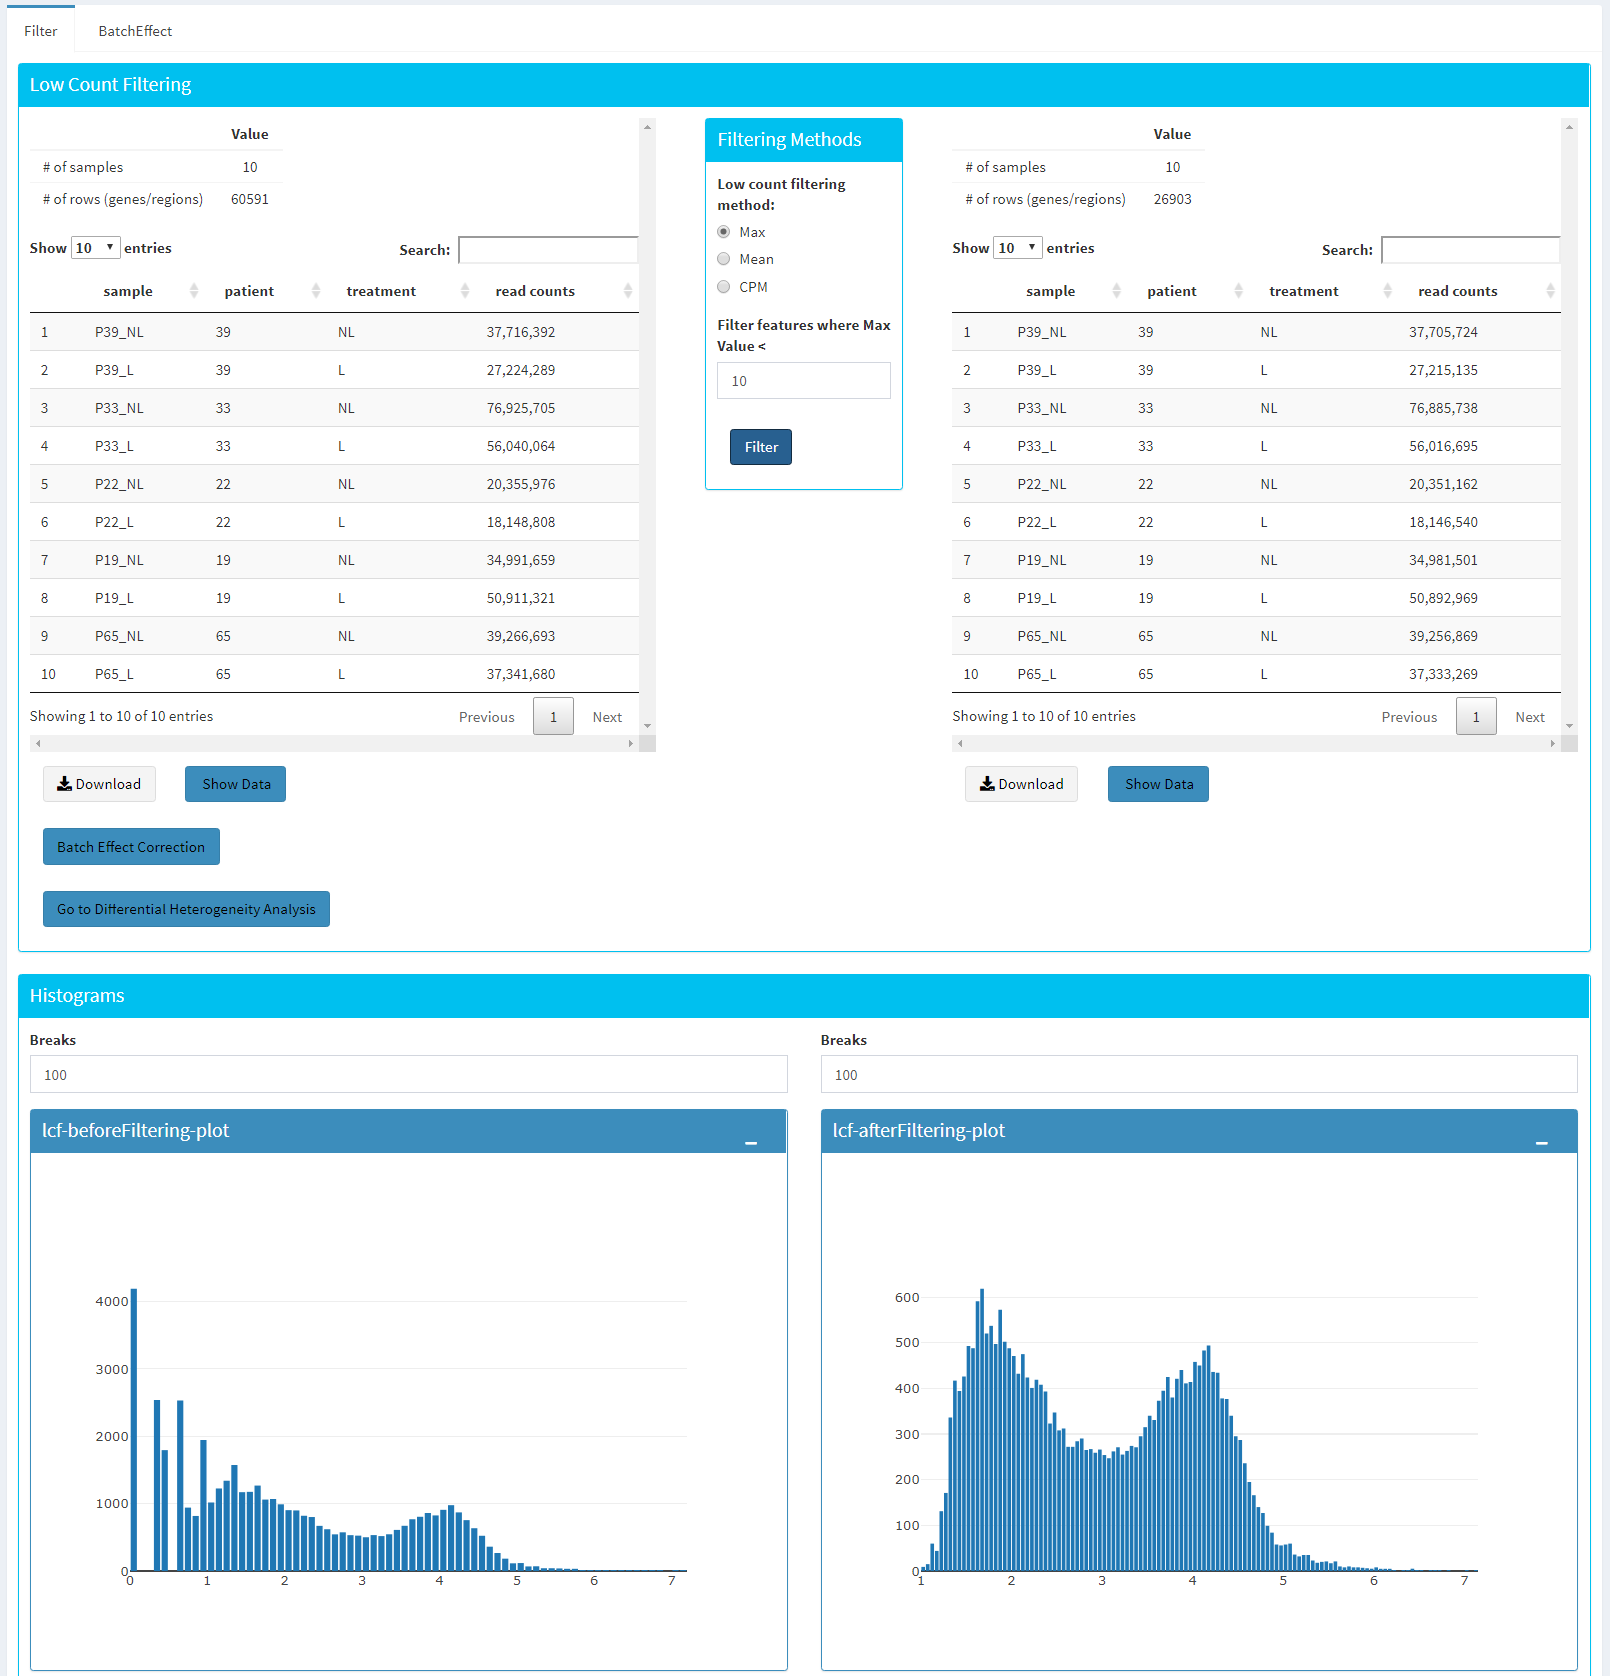 Filter BatchEffect
Low Count Filtering
Value
# of samples 10
# of rows (genes/regions) 60591
Show 10 entries Search:
sample patient treatment read counts
1 P39_NL 39 NL 37,716,392
2 P39_L 39 L 27,224,289
3 P33_NL 33 NL 76,925,705
4 P33_L 33 L 56,040,064
5 P22_NL 22 NL 20,355,976
6 P22_L 22 L 18,148,808
7 P19_NL 19 NL 34,991,659
8 P19_L 19 L 50,911,321
9 P65_NL 65 NL 39,266,693
10 P65_L 65 L 37,341,680
Showing 1 to 10 of 10 entries Previous 1 Next
Download Show Data
Batch Effect Correction
Go to Differential Heterogeneity Analysis
Filtering Methods
Low count filtering
method:
Max
Mean
CPM
Filter features where Max
Value <
10
Filter
Value
# of samples 10
# of rows (genes/regions) 26903
Show 10 entries Search:
sample patient treatment read counts
1 P39_NL 39 NL 37,705,724
2 P39_L 39 L 27,215,135
3 P33_NL 33 NL 76,885,738
4 P33_L 33 L 56,016,695
5 P22_NL 22 NL 20,351,162
6 P22_L 22 L 18,146,540
7 P19_NL 19 NL 34,981,501
8 P19_L 19 L 50,892,969
9 P65_NL 65 NL 39,256,869
10 P65_L 65 L 37,333,269
Showing 1 to 10 of 10 entries Previous 1 Next
Download Show Data
Histograms
Breaks
100
lcf-beforeFiltering-plot
4000
3000
2000
1000
0
0 1 2 3 4 5 6 7
Breaks
100
lcf-afterFiltering-plot
600
500
400
300
200
100
0
1 2 3 4 5 6 7